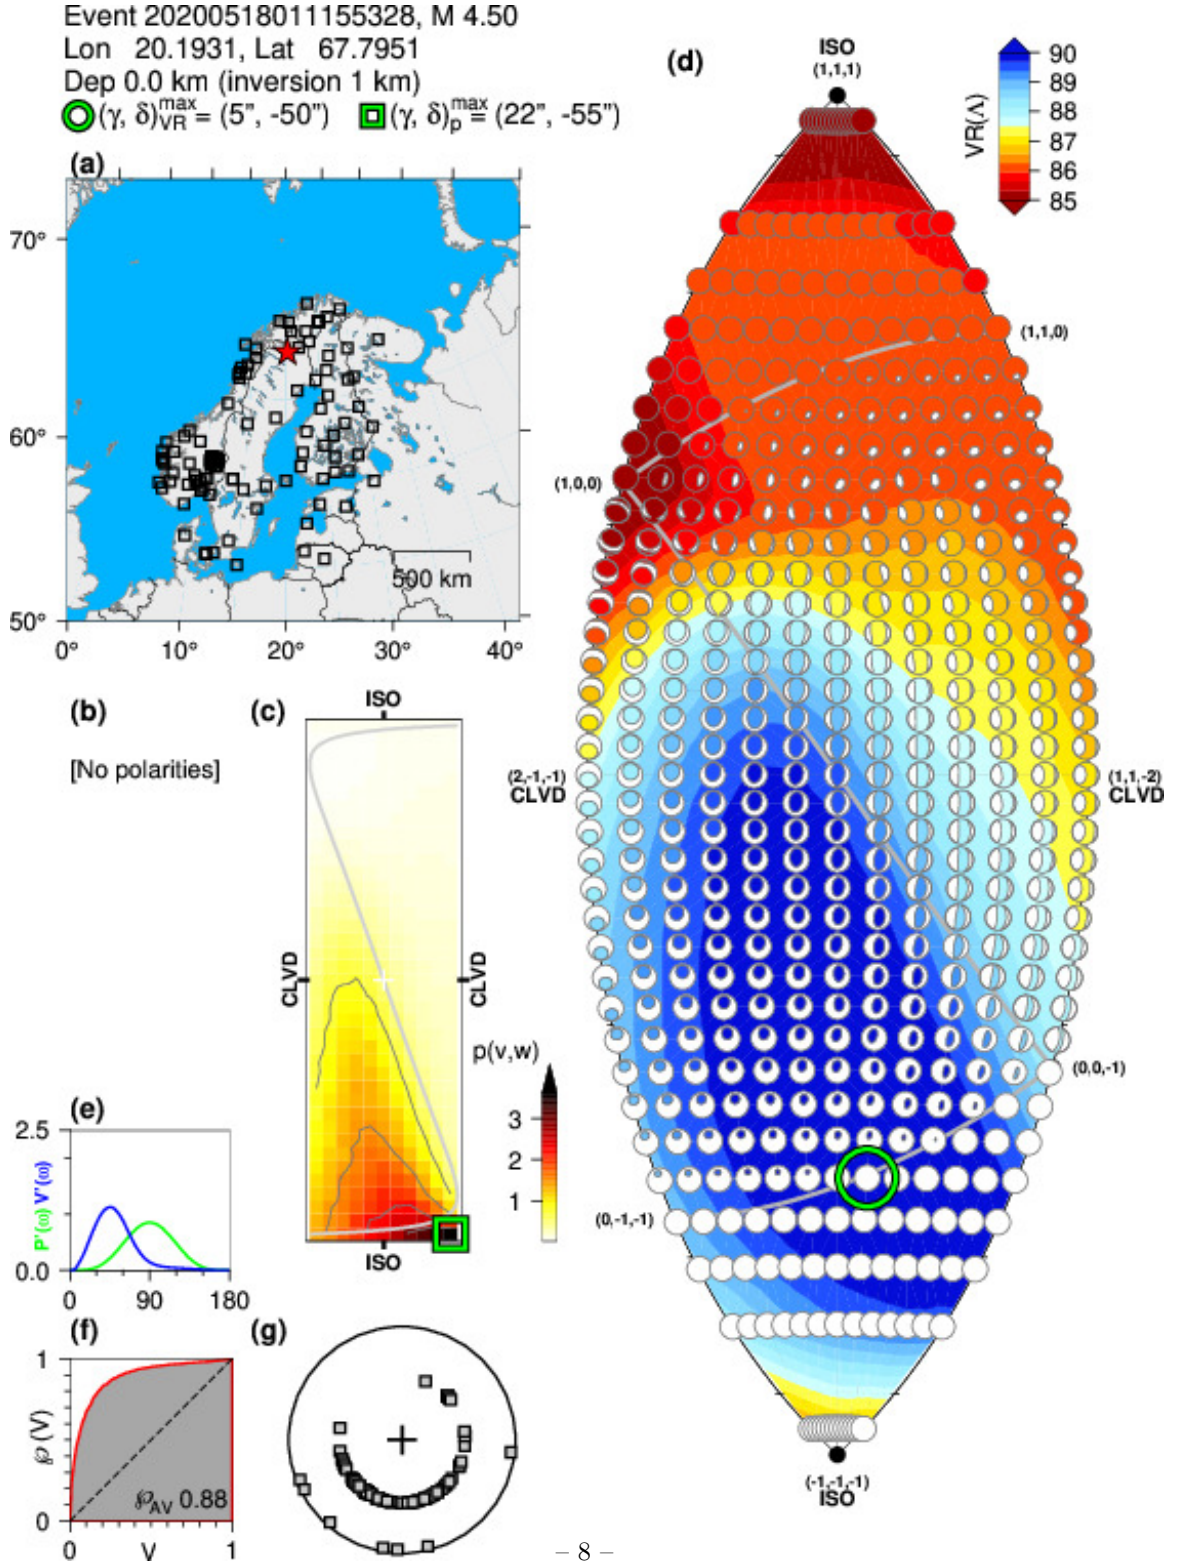 Event 20200518011155328, M 4.50
Lon 20.1931, Lat 67.7951
Dep 0.0 km (inversion 1 km)
(γ, δ)VR max = (5", -50") (γ, δ)p max = (22", -55")
(a)
70°
60°
50°
0° 10° 20° 30° 40°
500 km
(b)
[No polarities]
(c)
ISO
CLVD
CLVD
ISO
p(v,w)
3
2
1
(d)
ISO
(1,1,1)
VR(Λ)
90
89
88
87
86
85
(1,1,0)
(1,0,0)
(2,-1,-1)
CLVD
(1,1,-2)
CLVD
(0,0,-1)
(0,-1,-1)
(-1,-1,-1)
ISO
(e)
2.5
0.0
P'(ω) V'(ω)
0 90 180
(f)
1
0
℘(V)
℘AV 0.88
0 V 1
(g)
– 8 –